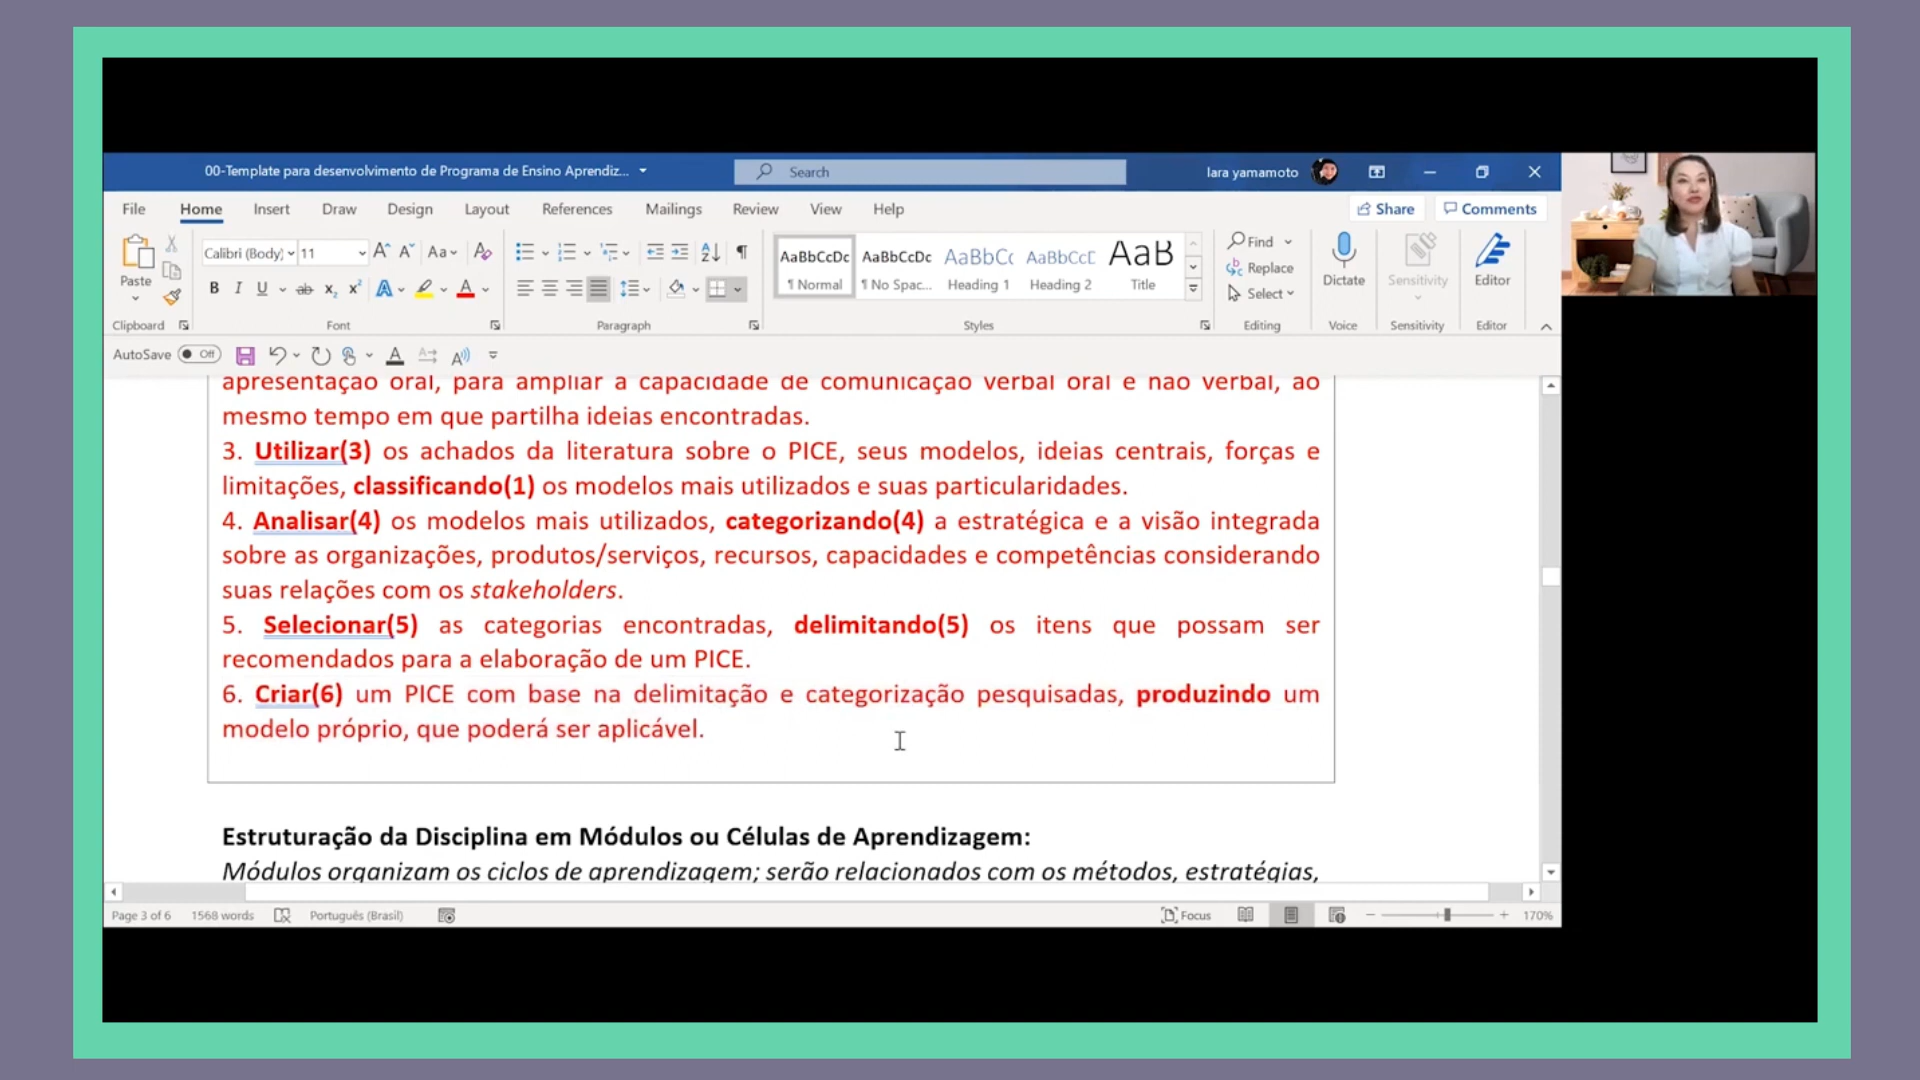 00-Template para desenvolvimento de Programa de Ensino Aprendiz...
Search
Iara yamamoto
File Home Insert Draw Design Layout References Mailings Review View Help
Share Comments
Paste
Calibri (Body) 11
AaBbCcDc AaBbCcDc AaBbCc AaBbCcD AaB
¶ Normal ¶ No Spac... Heading 1 Heading 2 Title
Find
Replace
Select
Dictate
Sensitivity
Editor
Clipboard Font Paragraph Styles Editing Voice Sensitivity Editor
AutoSave Off
apresentação oral, para ampliar a capacidade de comunicação verbal oral e não verbal, ao
mesmo tempo em que partilha ideias encontradas.
3. Utilizar(3) os achados da literatura sobre o PICE, seus modelos, ideias centrais, forças e
limitações, classificando(1) os modelos mais utilizados e suas particularidades.
4. Analisar(4) os modelos mais utilizados, categorizando(4) a estratégica e a visão integrada
sobre as organizações, produtos/serviços, recursos, capacidades e competências considerando
suas relações com os stakeholders.
5. Selecionar(5) as categorias encontradas, delimitando(5) os itens que possam ser
recomendados para a elaboração de um PICE.
6. Criar(6) um PICE com base na delimitação e categorização pesquisadas, produzindo um
modelo próprio, que poderá ser aplicável.
Estruturação da Disciplina em Módulos ou Células de Aprendizagem:
Módulos organizam os ciclos de aprendizagem; serão relacionados com os métodos, estratégias,
Page 3 of 6 1568 words Português (Brasil) Focus 170%